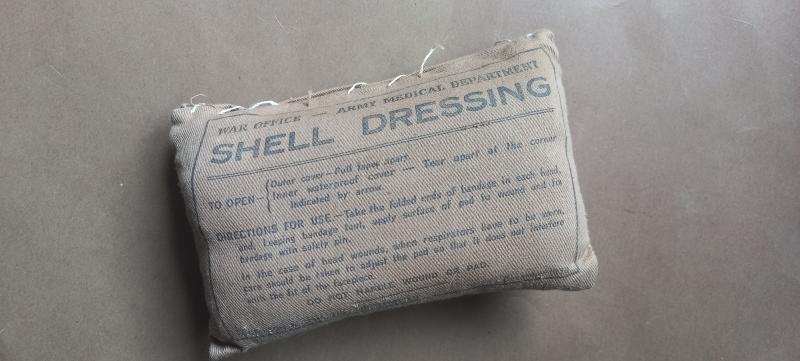 WAR OFFICE — ARMY MEDICAL DEPARTMENT
SHELL DRESSING
TO OPEN— { Outer cover—Pull tapes apart.
Inner waterproof cover — Tear apart at the corner
indicated by arrow.
DIRECTIONS FOR USE.—Take the folded ends of bandage in each hand,
and, keeping bandage taut, apply surface of pad to wound and fix
bandage with safety pin.
In the case of head wounds, when respirators have to be worn,
care should be taken to adjust the pad so that it does not interfere
with the fit of the facepiece.
DO NOT HANDLE WOUND OR PAD.